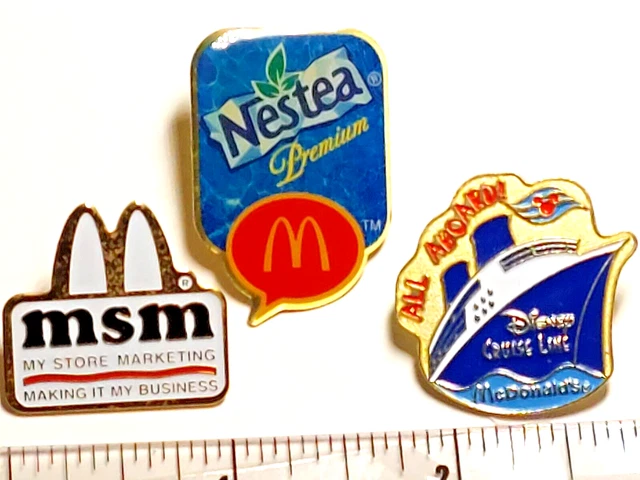 Nestea®
Premium
TM
M
®
msm
MY STORE MARKETING
MAKING IT MY BUSINESS
ALL ABOARD!
Disney
CRUISE LINE
McDonald's®
1
2